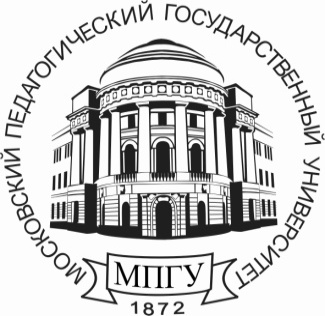 МОСКОВСКИЙ ПЕДАГОГИЧЕСКИЙ ГОСУДАРСТВЕННЫЙ УНИВЕРСИТЕТ
МПГУ
1872